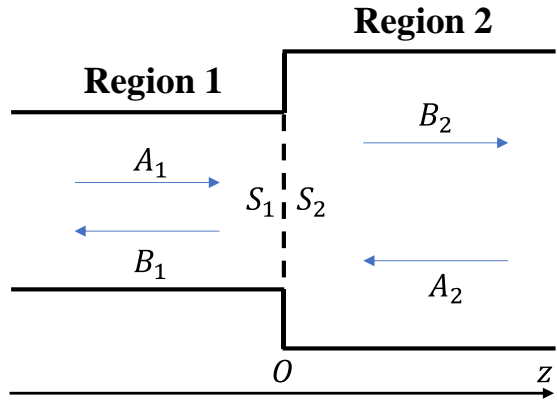 Region 2
Region 1
B₂
A₁
S₁ S₂
B₁
A₂
O
z